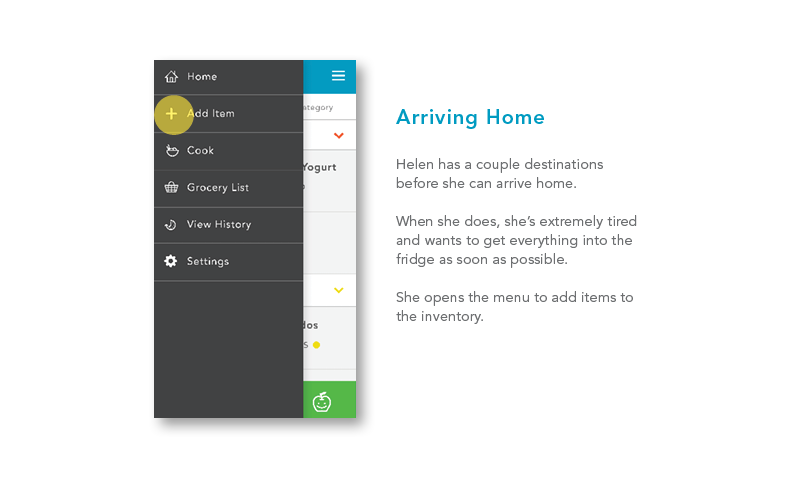 Home
Add Item
Cook
Grocery List
View History
Settings
Yogurt
Arriving Home
Helen has a couple destinations
before she can arrive home.
When she does, she’s extremely tired
and wants to get everything into the
fridge as soon as possible.
She opens the menu to add items to
the inventory.